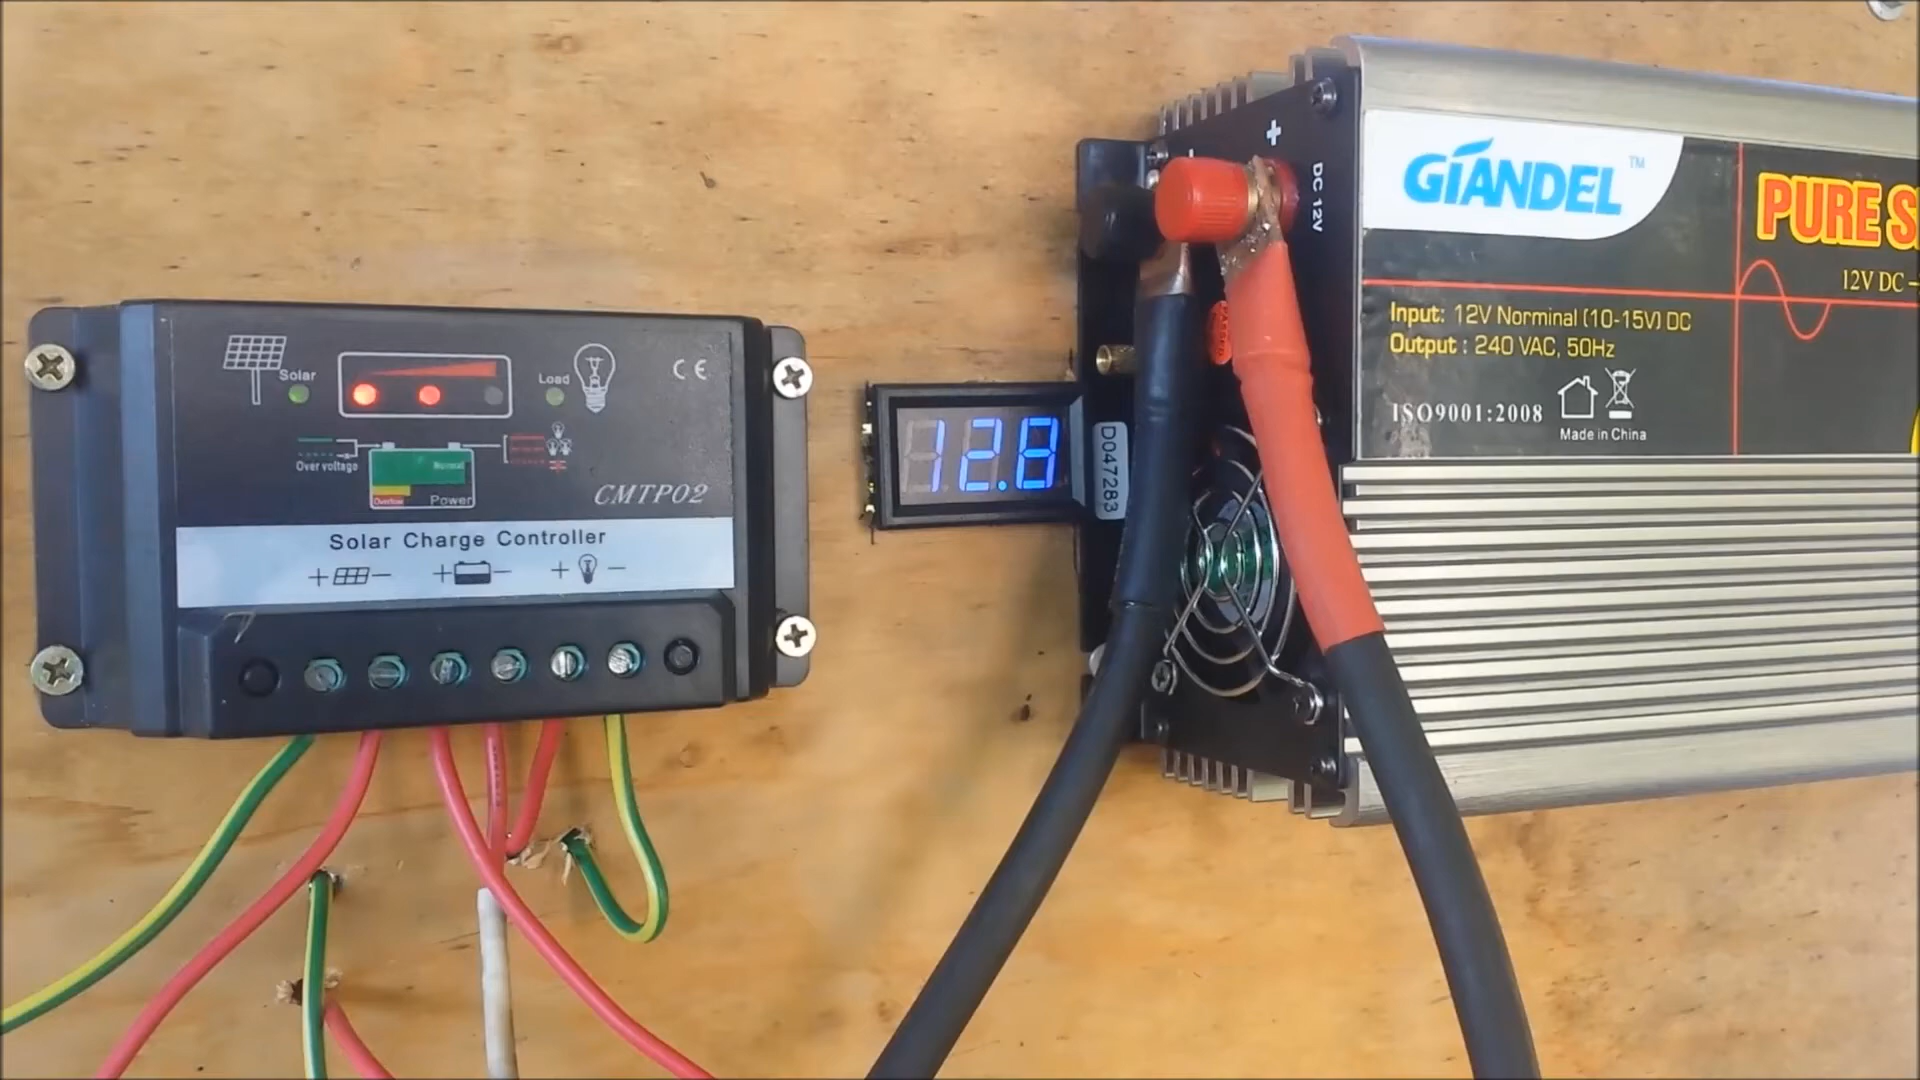 Solar
Load
CE
Over voltage
Normal
Power
CMTP02
Solar Charge Controller
+ − + − + −
12.8
D047283
+
DC 12V
GIANDEL ™
PURE S
12V DC -
Input: 12V Norminal (10-15V) DC
Output : 240 VAC, 50Hz
ISO9001:2008
Made in China